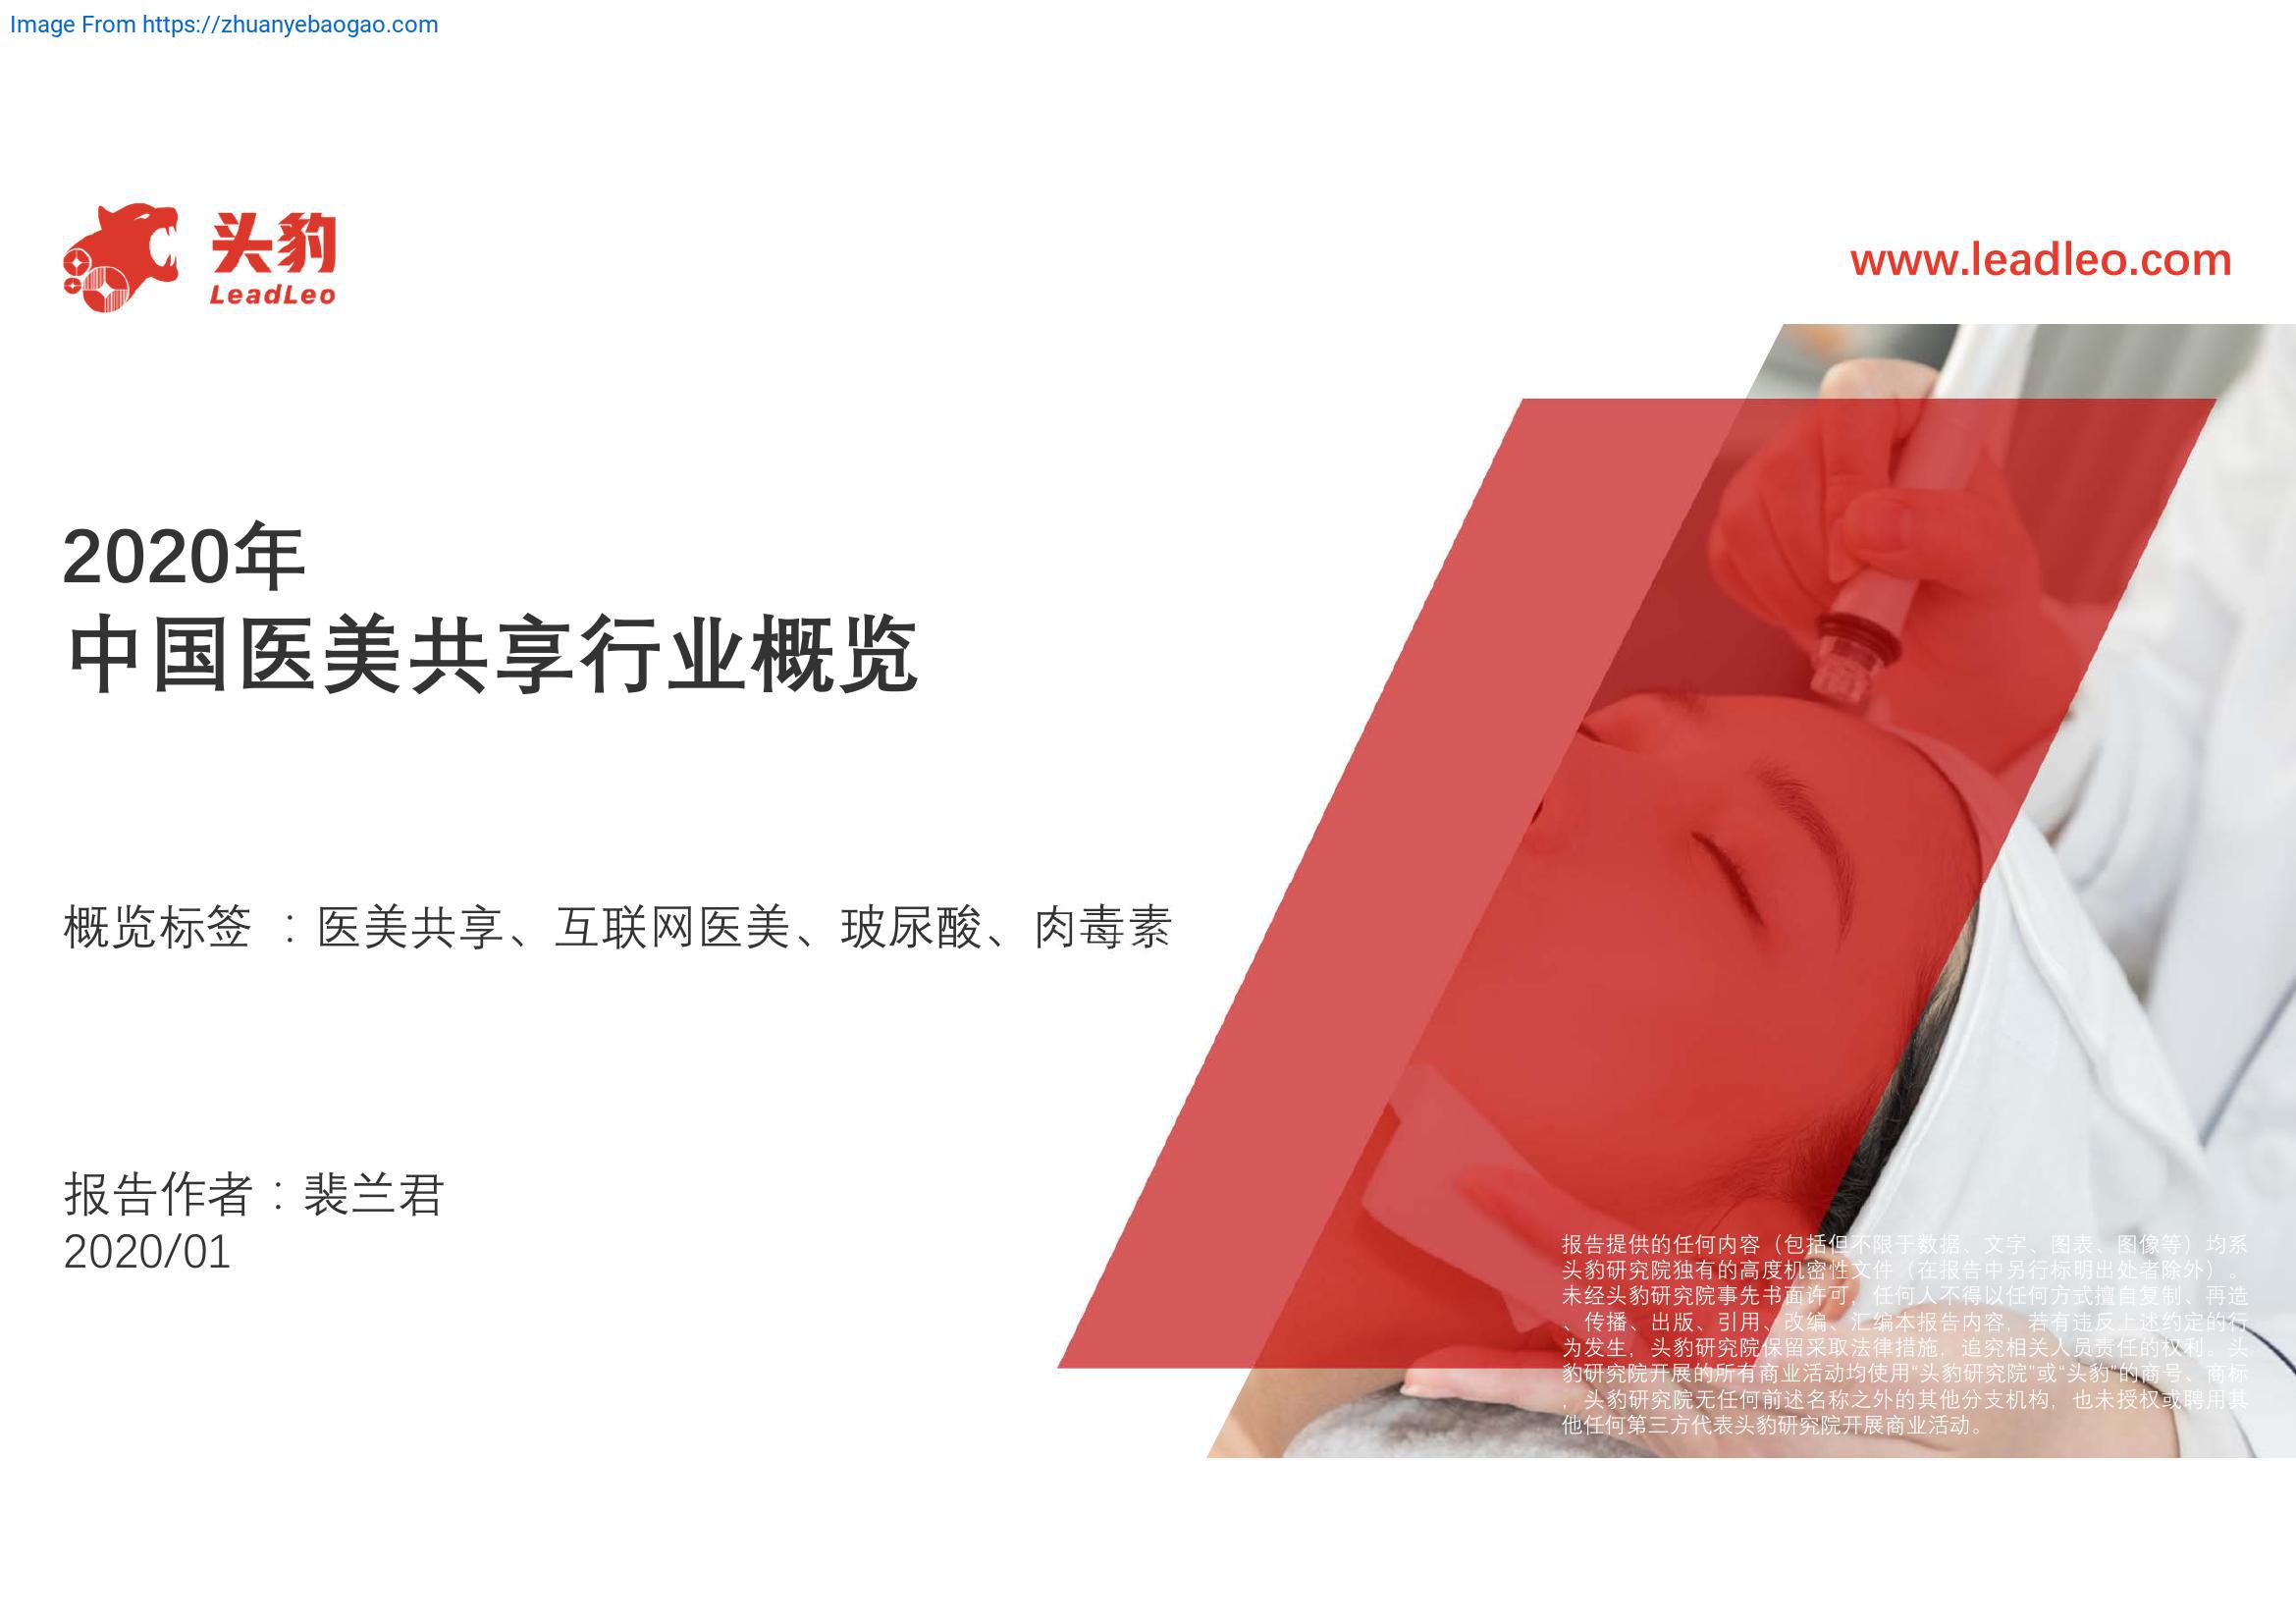 Image From https://zhuanyebaogao.com
头豹
LeadLeo
www.leadleo.com
2020年
中国医美共享行业概览
概览标签 ：医美共享、互联网医美、玻尿酸、肉毒素
报告作者：裴兰君
2020/01
报告提供的任何内容（包括但不限于数据、文字、图表、图像等）均系
头豹研究院独有的高度机密性文件（在报告中另行标明出处者除外）。
未经头豹研究院事先书面许可，任何人不得以任何方式擅自复制、再造
、传播、出版、引用、改编、汇编本报告内容，若有违反上述约定的行
为发生，头豹研究院保留采取法律措施，追究相关人员责任的权利。头
豹研究院开展的所有商业活动均使用“头豹研究院”或“头豹”的商号、商标
，头豹研究院无任何前述名称之外的其他分支机构，也未授权或聘用其
他任何第三方代表头豹研究院开展商业活动。